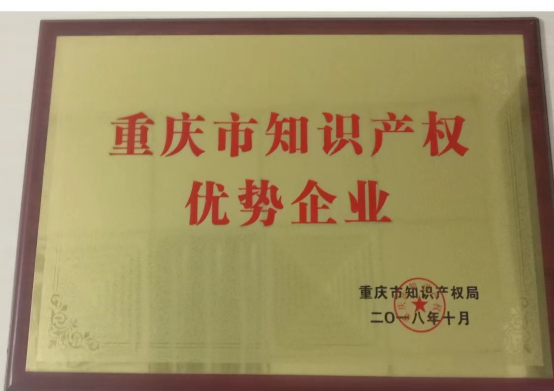 重庆市知识产权
优势企业
重庆市知识产权局
二〇一八年十月